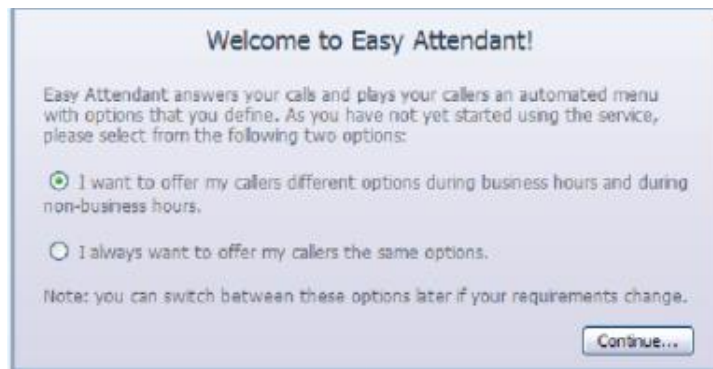 Welcome to Easy Attendant!
Easy Attendant answers your calls and plays your callers an automated menu
with options that you define. As you have not yet started using the service,
please select from the following two options:
I want to offer my callers different options during business hours and during
non-business hours.
I always want to offer my callers the same options.
Note: you can switch between these options later if your requirements change.
Continue...